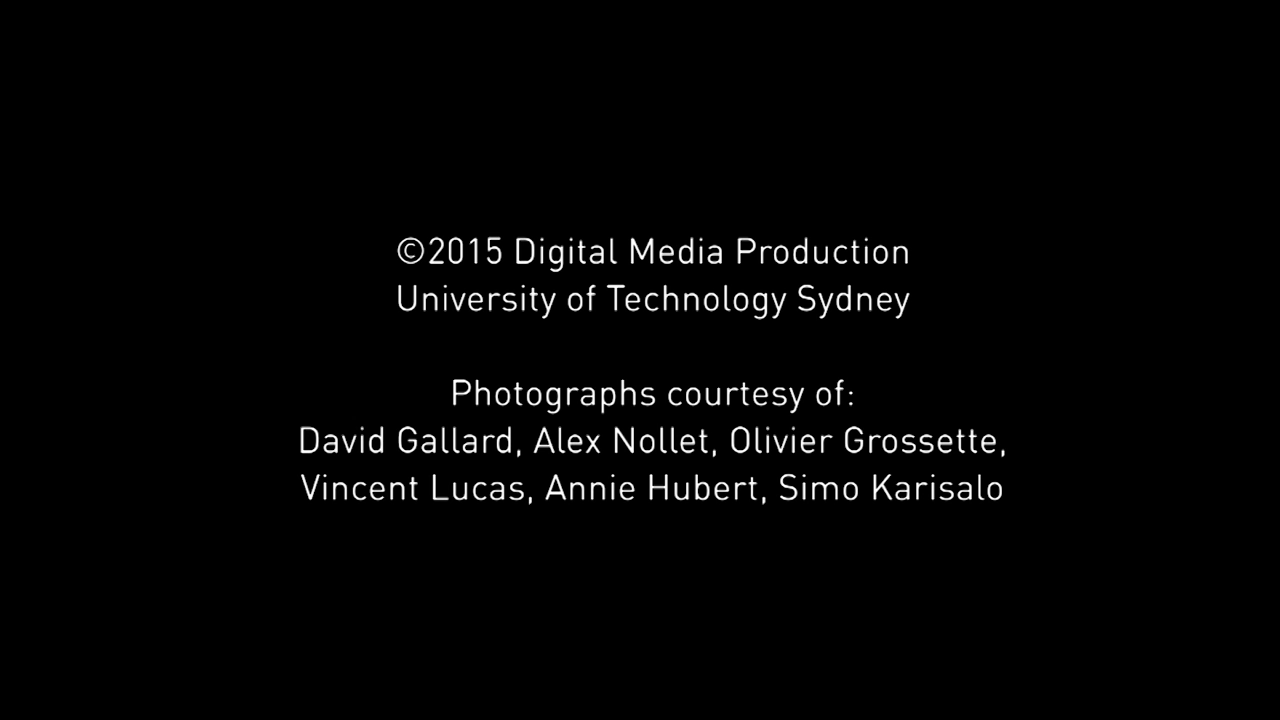 ©2015 Digital Media Production
University of Technology Sydney
Photographs courtesy of:
David Gallard, Alex Nollet, Olivier Grossette,
Vincent Lucas, Annie Hubert, Simo Karisalo